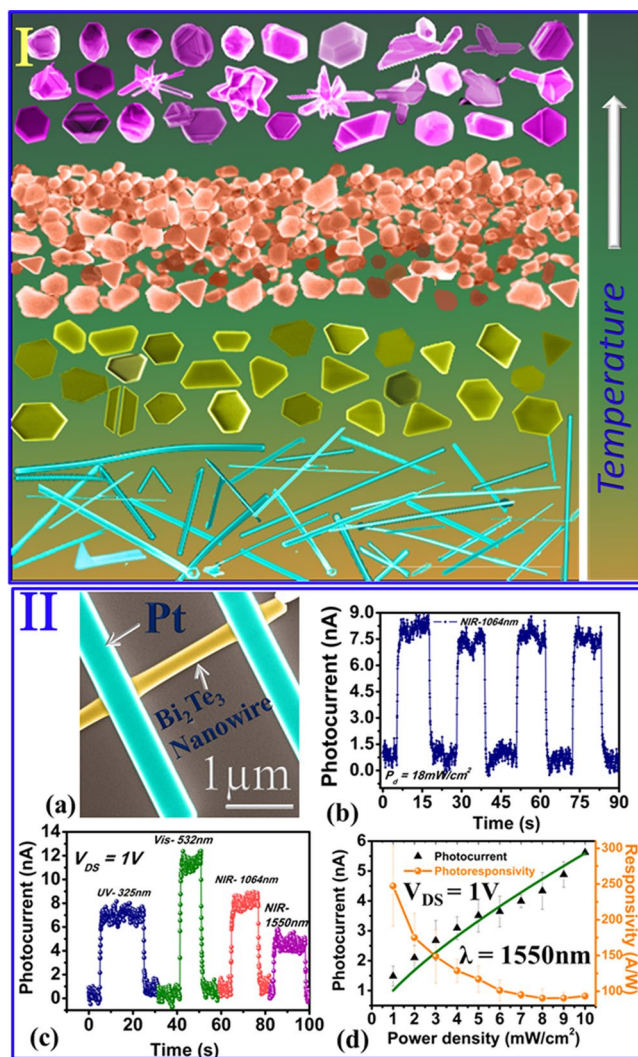 I
Temperature
II
Pt
Bi₂Te₃
Nanowire
1μm
(a)
Photocurrent (nA)
9.0
7.5
6.0
4.5
3.0
1.5
0.0
NIR-1064nm
P_d = 18mW/cm²
0 15 30 45 60 75 90
Time (s)
(b)
Photocurrent (nA)
14
12
10
8
6
4
2
0
V_DS = 1V
UV- 325nm
Vis- 532nm
NIR- 1064nm
NIR-
1550nm
0 20 40 60 80 100
Time (s)
(c)
Photocurrent (nA)
6
5
4
3
2
1
Photocurrent
Photoresponsivity
V_DS = 1V
λ = 1550nm
300
250
200
150
100
Responsivity (A/W)
0 1 2 3 4 5 6 7 8 9 10
Power density (mW/cm²)
(d)